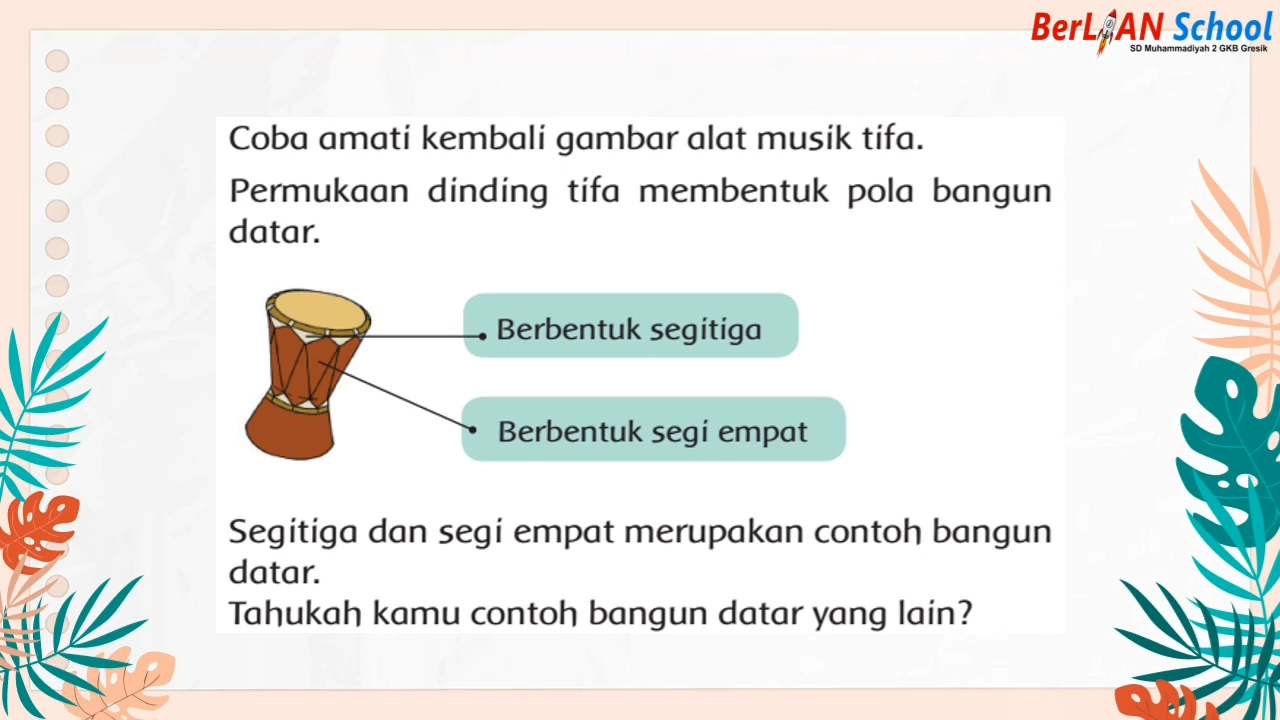 BerLIAN School
SD Muhammadiyah 2 GKB Gresik
Coba amati kembali gambar alat musik tifa.
Permukaan dinding tifa membentuk pola bangun
datar.
Berbentuk segitiga
Berbentuk segi empat
Segitiga dan segi empat merupakan contoh bangun
datar.
Tahukah kamu contoh bangun datar yang lain?